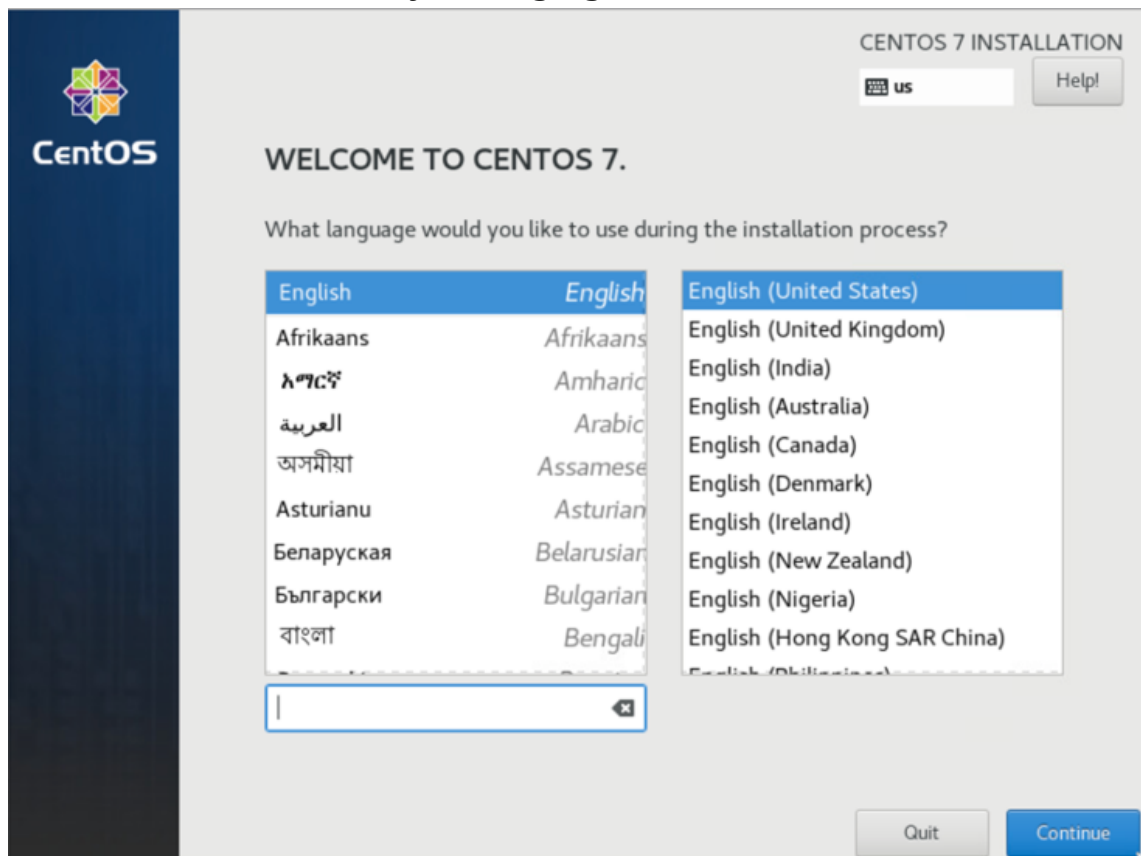 CENTOS 7 INSTALLATION
us
Help!
CentOS
WELCOME TO CENTOS 7.
What language would you like to use during the installation process?
English English
Afrikaans Afrikaans
አማርኛ Amharic
العربية Arabic
অসমীয়া Assamese
Asturianu Asturian
Беларуская Belarusian
Български Bulgarian
বাংলা Bengali
English (United States)
English (United Kingdom)
English (India)
English (Australia)
English (Canada)
English (Denmark)
English (Ireland)
English (New Zealand)
English (Nigeria)
English (Hong Kong SAR China)
English (Philippines)
Quit
Continue